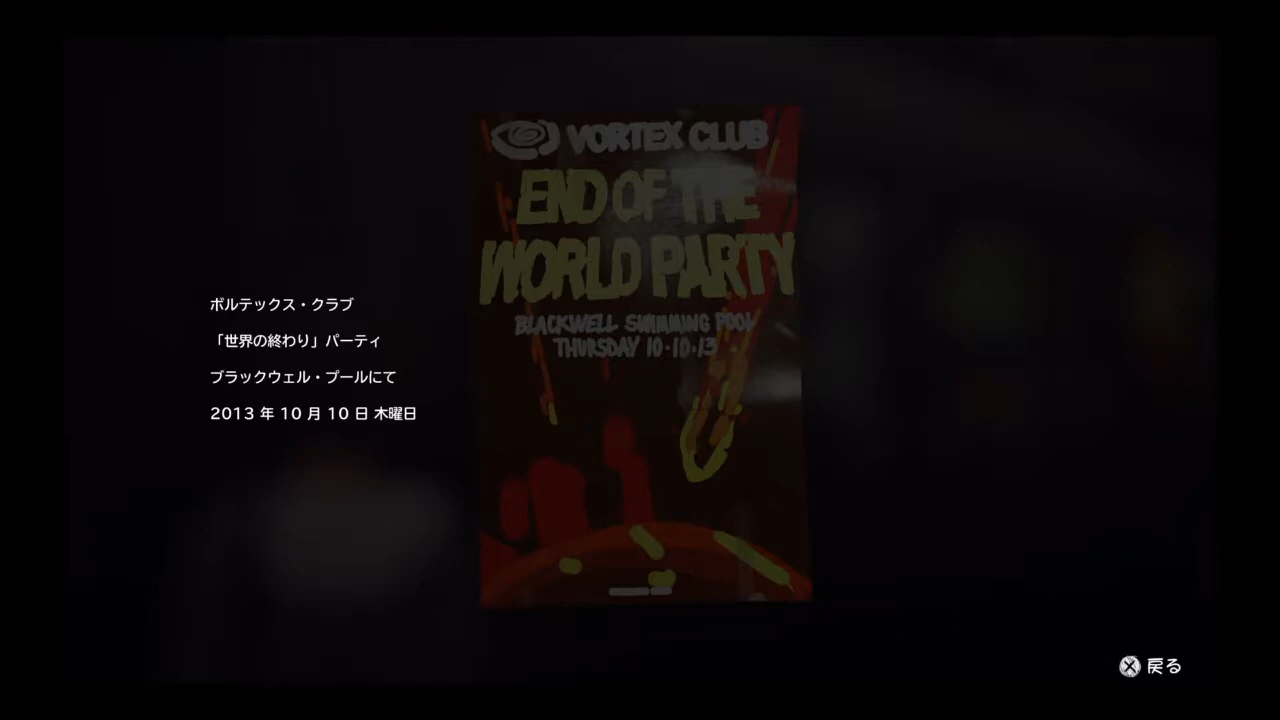 VORTEX CLUB
END OF THE
WORLD PARTY
BLACKWELL SWIMMING POOL
THURSDAY 10·10·13
ボルテックス・クラブ
「世界の終わり」パーティ
ブラックウェル・プールにて
2013 年 10 月 10 日 木曜日
戻る